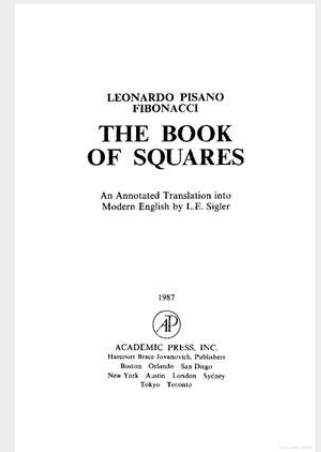 LEONARDO PISANO
FIBONACCI
THE BOOK
OF SQUARES
An Annotated Translation into
Modern English by L.E. Sigler
1987
AP
ACADEMIC PRESS, INC.
Harcourt Brace Jovanovich, Publishers
Boston Orlando San Diego
New York Austin London Sydney
Tokyo Toronto